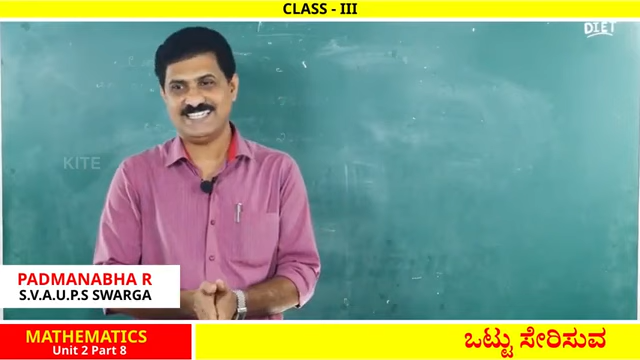 CLASS - III
DIET
KITE
PADMANABHA R
S.V.A.U.P.S SWARGA
MATHEMATICS
Unit 2 Part 8
ಒಟ್ಟು ಸೇರಿಸುವ